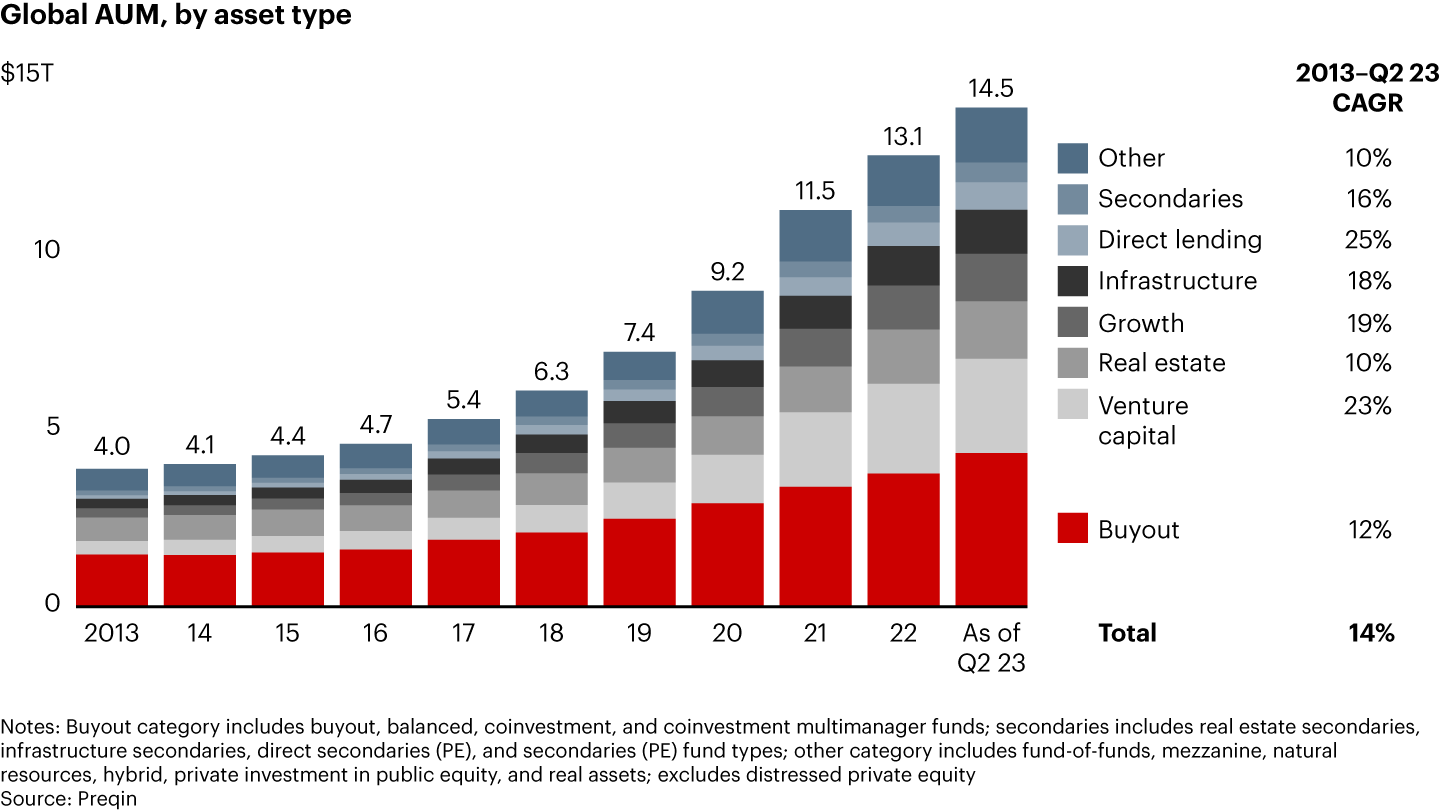 Global AUM, by asset type
$15T
2013–Q2 23
CAGR
14.5
13.1
11.5
9.2
7.4
6.3
5.4
4.7
4.4
4.1
4.0
10
5
0
Other 10%
Secondaries 16%
Direct lending 25%
Infrastructure 18%
Growth 19%
Real estate 10%
Venture 23%
capital
Buyout 12%
2013 14 15 16 17 18 19 20 21 22 As of
Q2 23
Total 14%
Notes: Buyout category includes buyout, balanced, coinvestment, and coinvestment multimanager funds; secondaries includes real estate secondaries,
infrastructure secondaries, direct secondaries (PE), and secondaries (PE) fund types; other category includes fund-of-funds, mezzanine, natural
resources, hybrid, private investment in public equity, and real assets; excludes distressed private equity
Source: Preqin